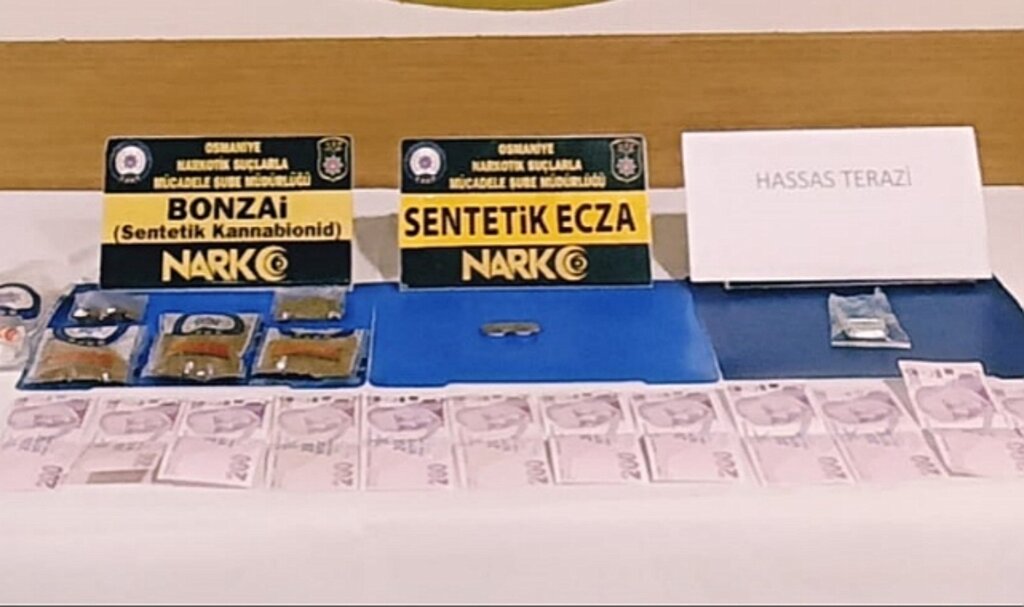 OSMANİYE
NARKOTİK SUÇLARLA
MÜCADELE ŞUBE MÜDÜRLÜĞÜ
BONZAİ
(Sentetik Kannabionid)
NARKO
OSMANİYE
NARKOTİK SUÇLARLA
MÜCADELE ŞUBE MÜDÜRLÜĞÜ
SENTETİK ECZA
NARKO
HASSAS TERAZİ
200
200
200
200
200
200
200
200
200
200